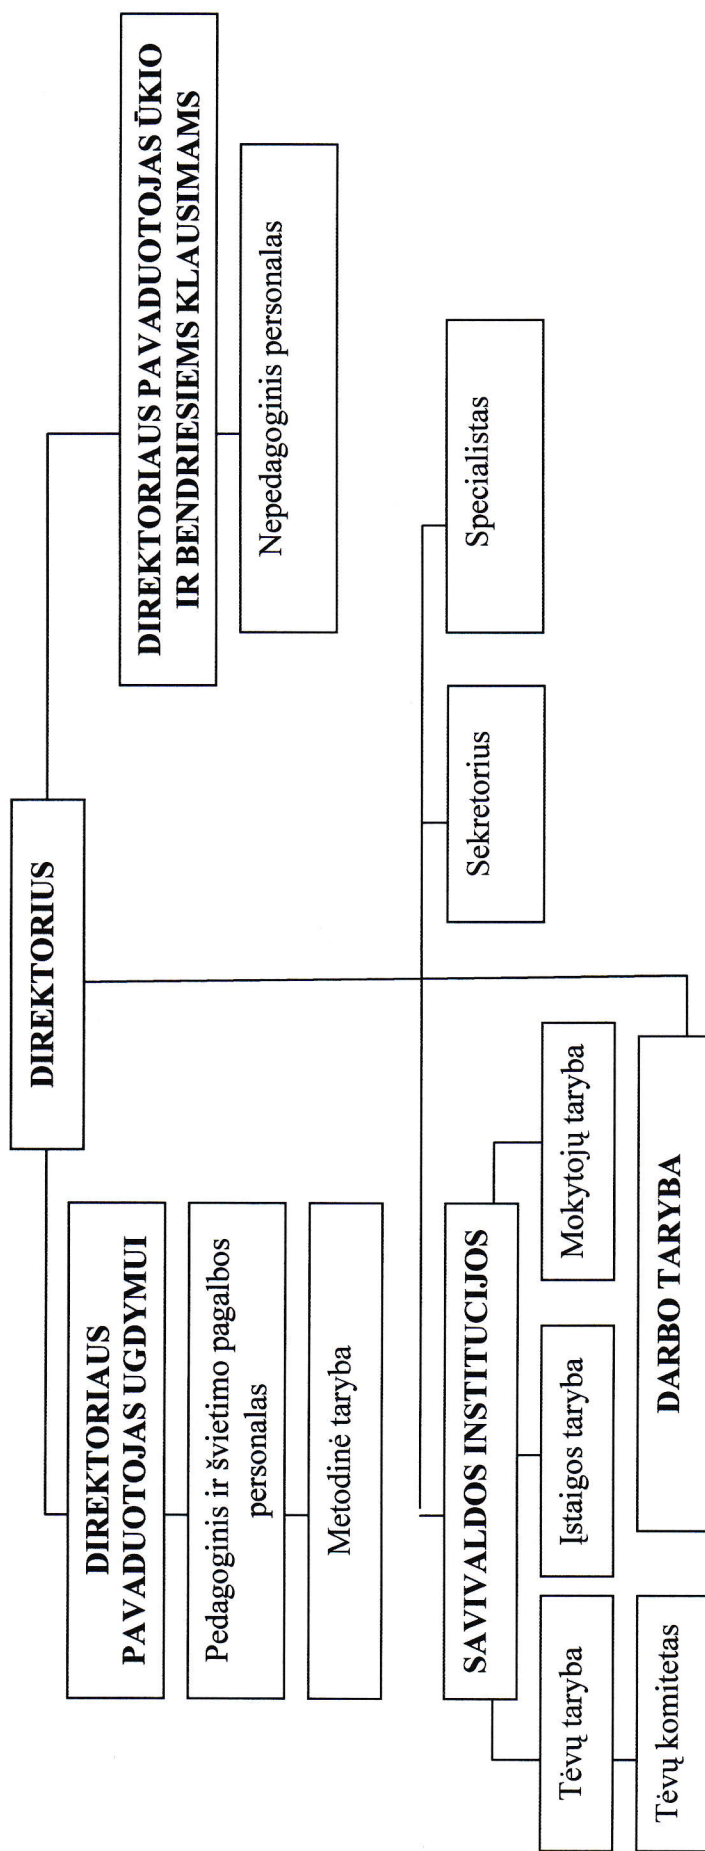 DIREKTORIUS
DIREKTORIAUS
PAVADUOTOJAS UGDYMUI
Pedagoginis ir švietimo pagalbos
personalas
Metodinė taryba
DIREKTORIAUS PAVADUOTOJAS ŪKIO
IR BENDRIESIEMS KLAUSIMAMS
Nepedagoginis personalas
SAVIVALDOS INSTITUCIJOS
Sekretorius
Specialistas
Tėvų taryba
Įstaigos taryba
Mokytojų taryba
Tėvų komitetas
DARBO TARYBA